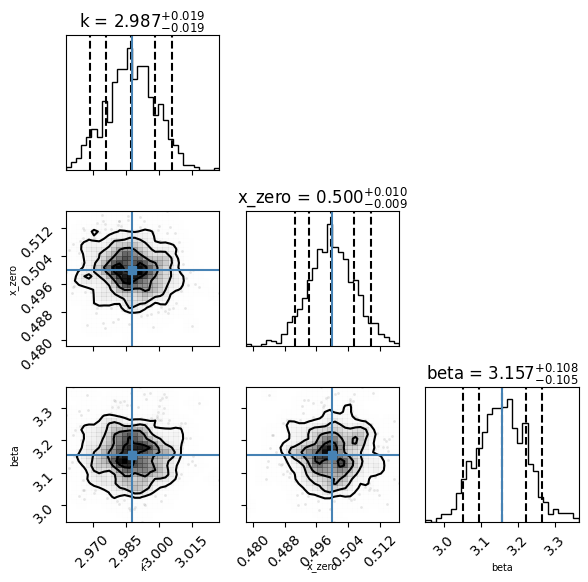 k = 2.987+0.019 −0.019
x_zero = 0.500+0.010 −0.009
x_zero
0.512
0.504
0.496
0.488
0.480
beta = 3.157+0.108 −0.105
beta
3.3
3.2
3.1
3.0
2.970
2.985
3.000
3.015
k
0.480
0.488
0.496
0.504
0.512
x_zero
3.0
3.1
3.2
3.3
beta